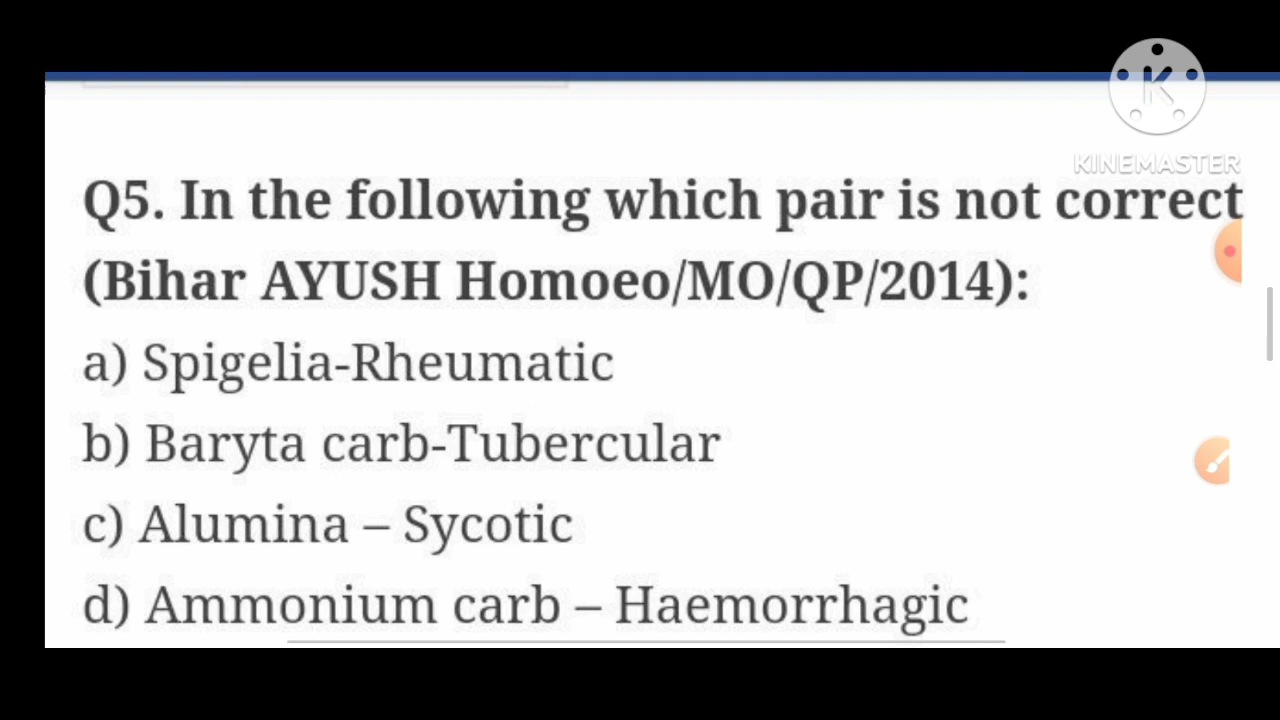 KINEMASTER
Q5. In the following which pair is not correct
(Bihar AYUSH Homoeo/MO/QP/2014):
a) Spigelia-Rheumatic
b) Baryta carb-Tubercular
c) Alumina – Sycotic
d) Ammonium carb – Haemorrhagic